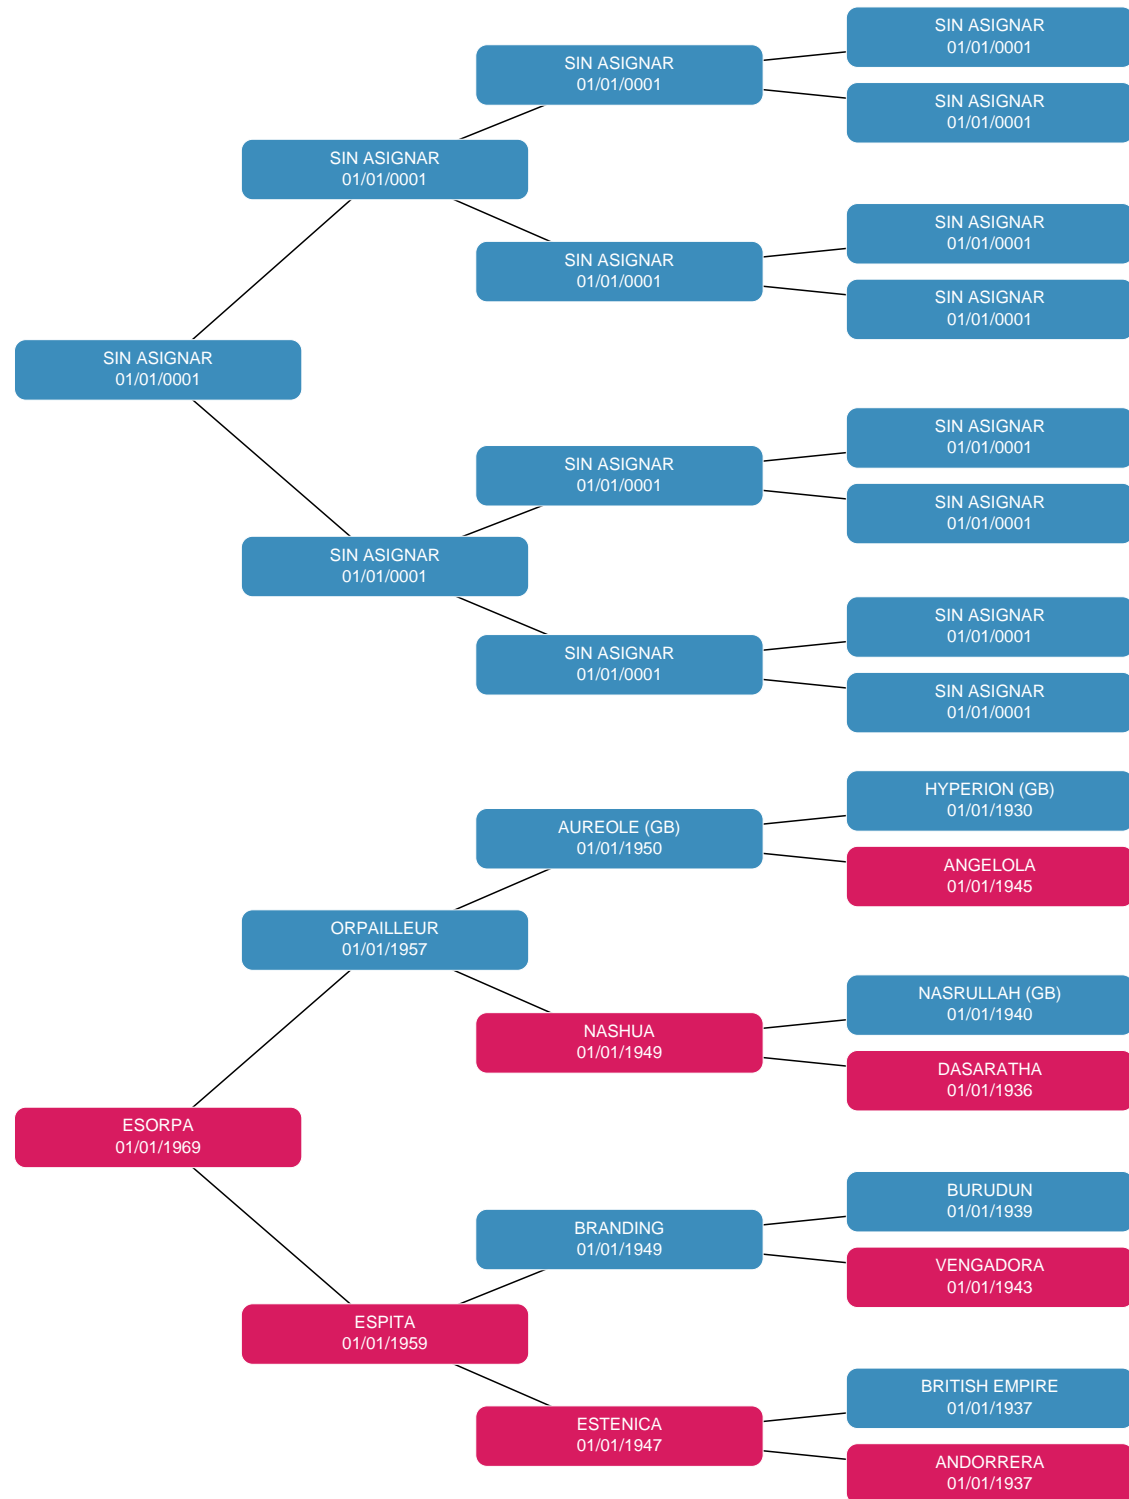 SIN ASIGNAR
01/01/0001
SIN ASIGNAR
01/01/0001
SIN ASIGNAR
01/01/0001
SIN ASIGNAR
01/01/0001
SIN ASIGNAR
01/01/0001
SIN ASIGNAR
01/01/0001
SIN ASIGNAR
01/01/0001
SIN ASIGNAR
01/01/0001
SIN ASIGNAR
01/01/0001
SIN ASIGNAR
01/01/0001
SIN ASIGNAR
01/01/0001
SIN ASIGNAR
01/01/0001
SIN ASIGNAR
01/01/0001
SIN ASIGNAR
01/01/0001
SIN ASIGNAR
01/01/0001
HYPERION (GB)
01/01/1930
AUREOLE (GB)
01/01/1950
ANGELOLA
01/01/1945
ORPAILLEUR
01/01/1957
NASRULLAH (GB)
01/01/1940
NASHUA
01/01/1949
DASARATHA
01/01/1936
ESORPA
01/01/1969
BURUDUN
01/01/1939
BRANDING
01/01/1949
VENGADORA
01/01/1943
ESPITA
01/01/1959
BRITISH EMPIRE
01/01/1937
ESTENICA
01/01/1947
ANDORRERA
01/01/1937